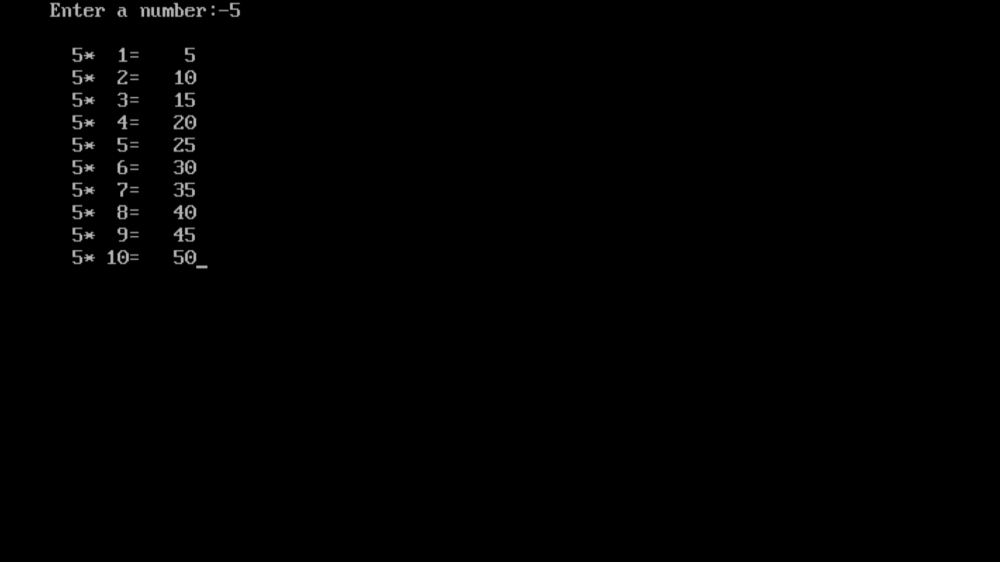 Enter a number:-5
5*  1=    5
5*  2=   10
5*  3=   15
5*  4=   20
5*  5=   25
5*  6=   30
5*  7=   35
5*  8=   40
5*  9=   45
5* 10=   50_